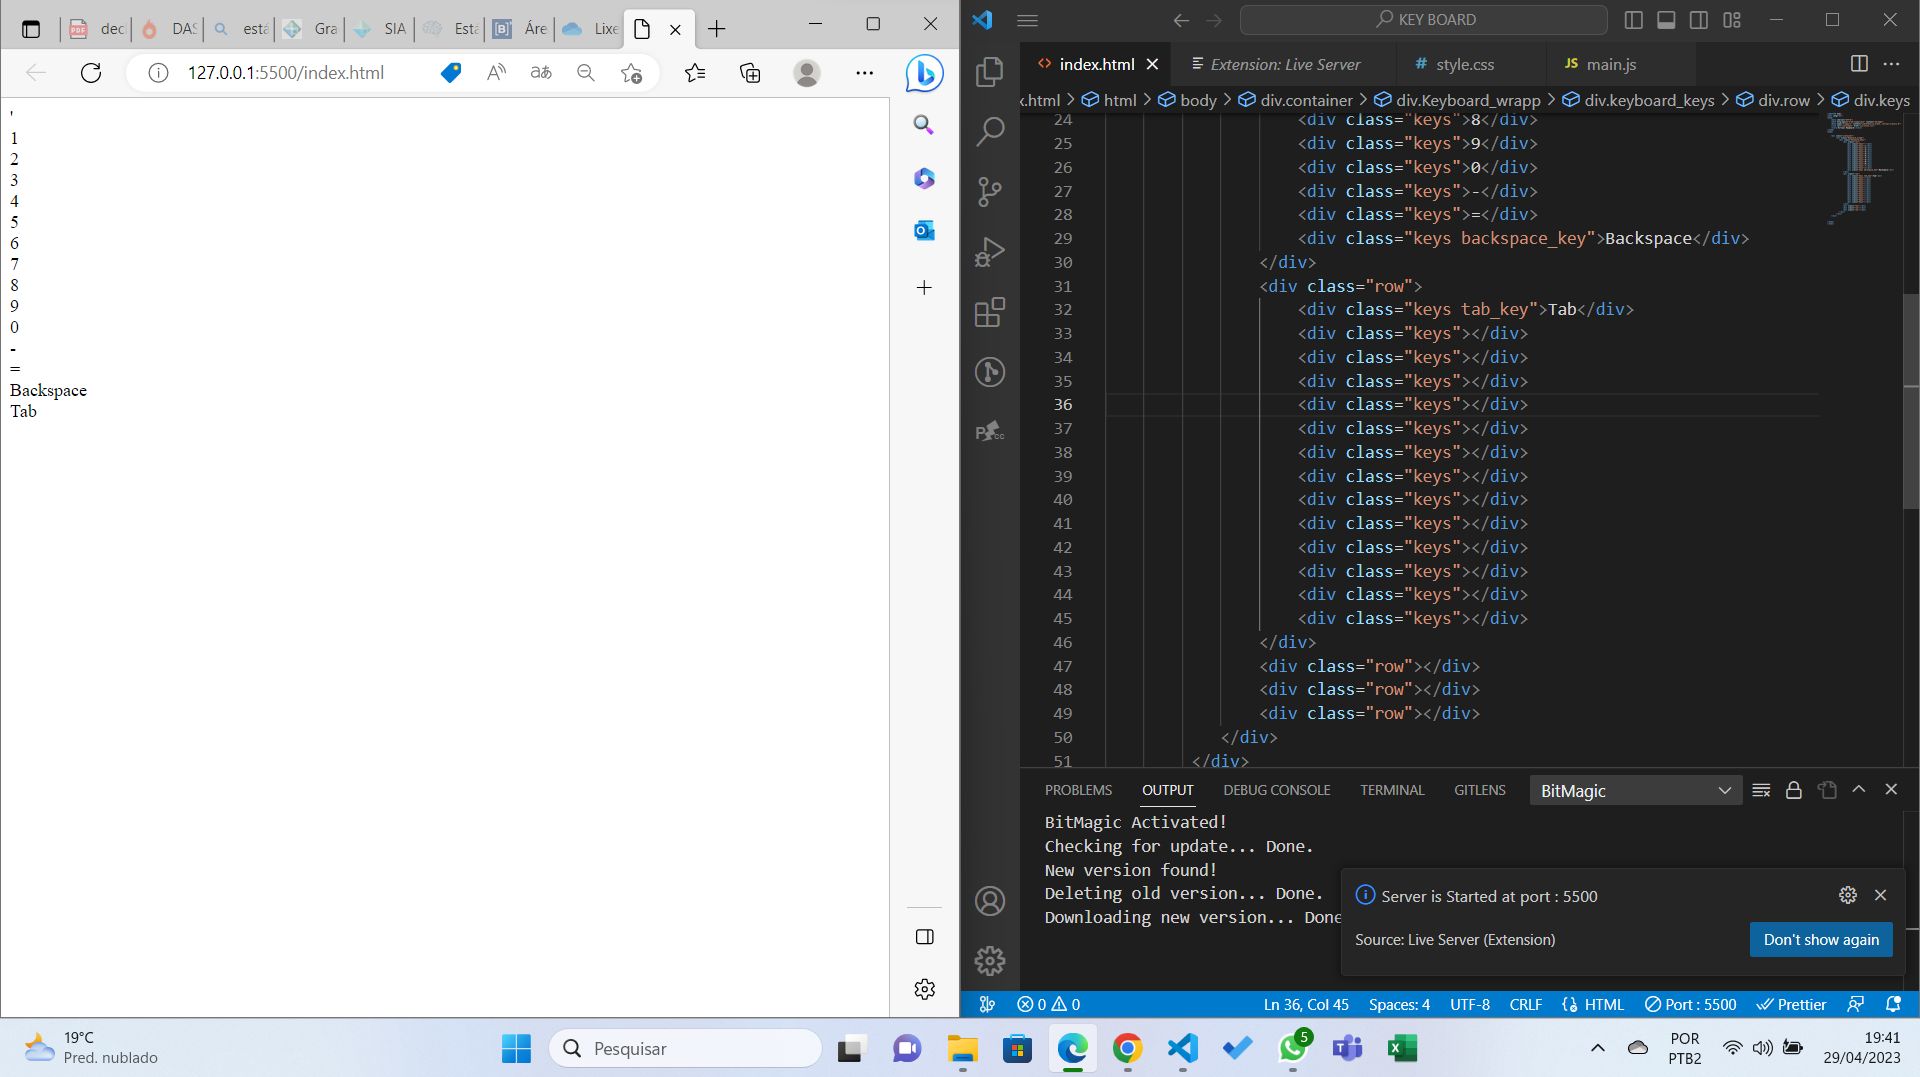 dec
DAS
está
Gra
SIA
Está
Áre
Lixe
127.0.0.1:5500/index.html
'
1
2
3
4
5
6
7
8
9
0
-
=
Backspace
Tab
KEY BOARD
index.html
Extension: Live Server
style.css
JS main.js
x.html > html > body > div.container > div.Keyboard_wrapp > div.keyboard_keys > div.row > div.keys
24 <div class="keys">8</div>
25 <div class="keys">9</div>
26 <div class="keys">0</div>
27 <div class="keys">-</div>
28 <div class="keys">=</div>
29 <div class="keys backspace_key">Backspace</div>
30 </div>
31 <div class="row">
32 <div class="keys tab_key">Tab</div>
33 <div class="keys"></div>
34 <div class="keys"></div>
35 <div class="keys"></div>
36 <div class="keys"></div>
37 <div class="keys"></div>
38 <div class="keys"></div>
39 <div class="keys"></div>
40 <div class="keys"></div>
41 <div class="keys"></div>
42 <div class="keys"></div>
43 <div class="keys"></div>
44 <div class="keys"></div>
45 <div class="keys"></div>
46 </div>
47 <div class="row"></div>
48 <div class="row"></div>
49 <div class="row"></div>
50 </div>
51 </div>
PROBLEMS OUTPUT DEBUG CONSOLE TERMINAL GITLENS BitMagic
BitMagic Activated!
Checking for update... Done.
New version found!
Deleting old version... Done.
Downloading new version... Done
Server is Started at port : 5500
Source: Live Server (Extension)
Don't show again
0 0 Ln 36, Col 45 Spaces: 4 UTF-8 CRLF HTML Port : 5500 Prettier
19°C
Pred. nublado
Pesquisar
5
POR
PTB2
19:41
29/04/2023